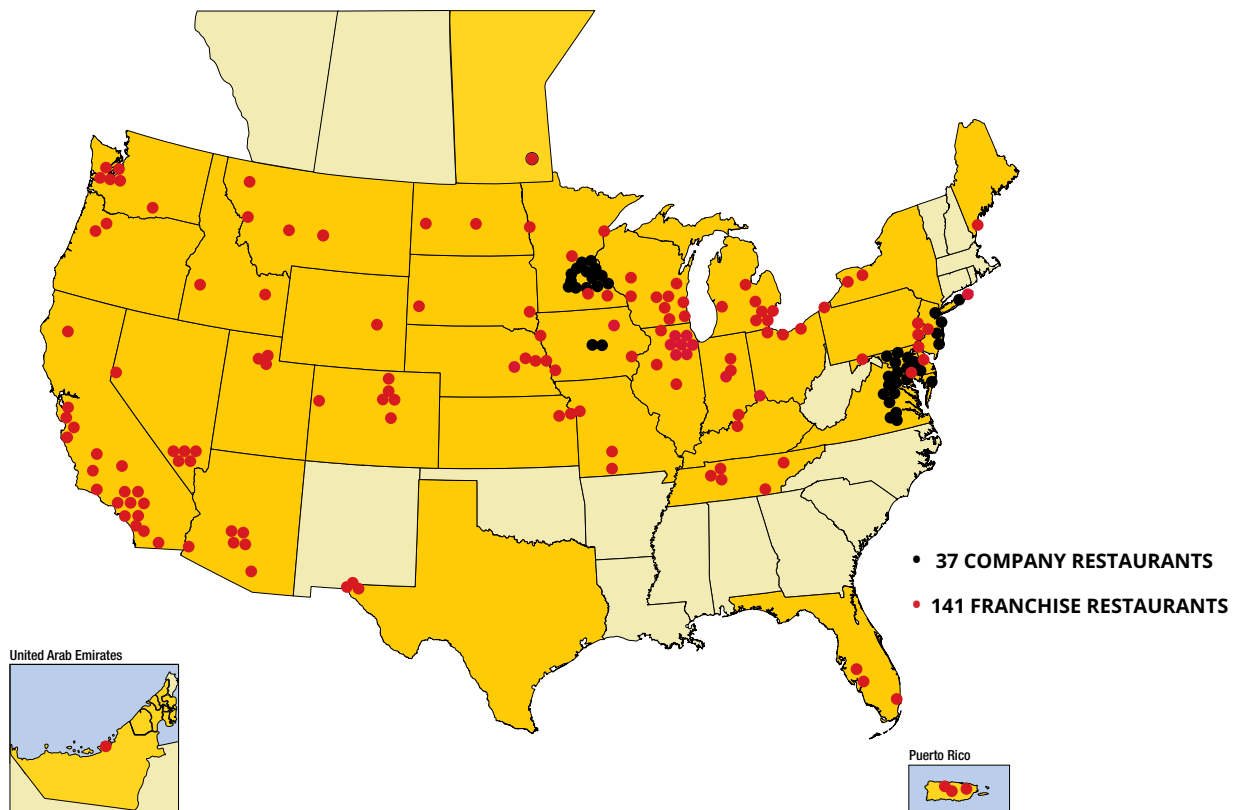 • 37 COMPANY RESTAURANTS
• 141 FRANCHISE RESTAURANTS
United Arab Emirates
Puerto Rico